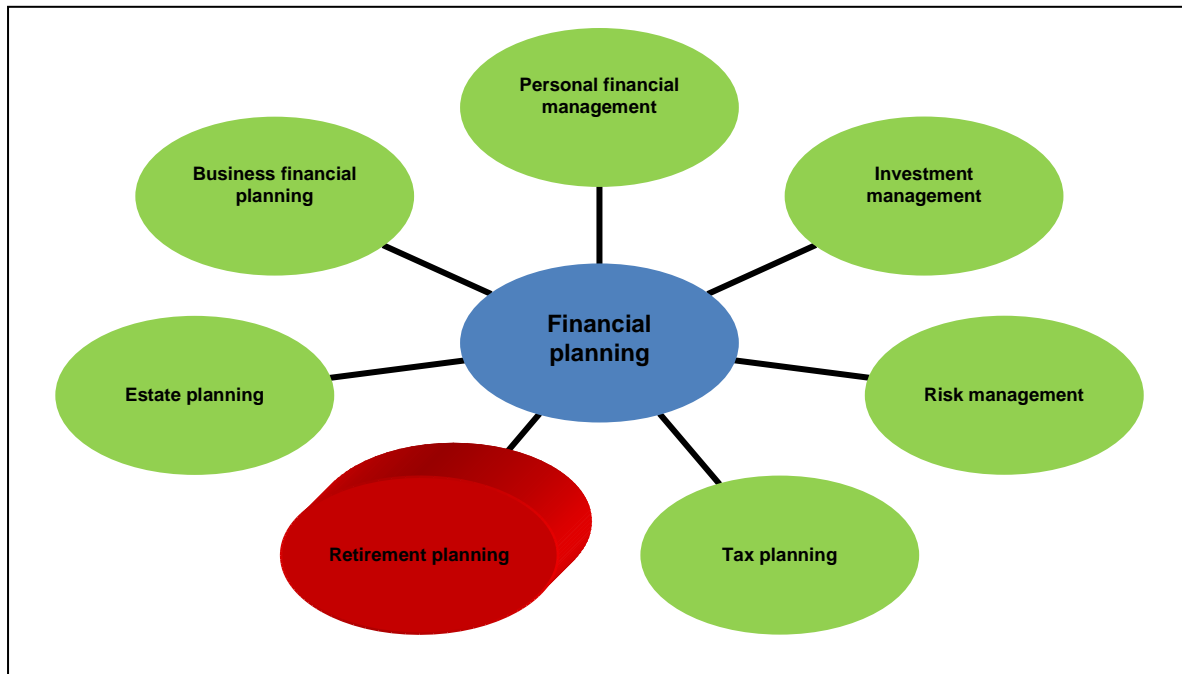 Personal financial
management
Business financial
planning
Investment
management
Financial
planning
Estate planning
Risk management
Retirement planning
Tax planning